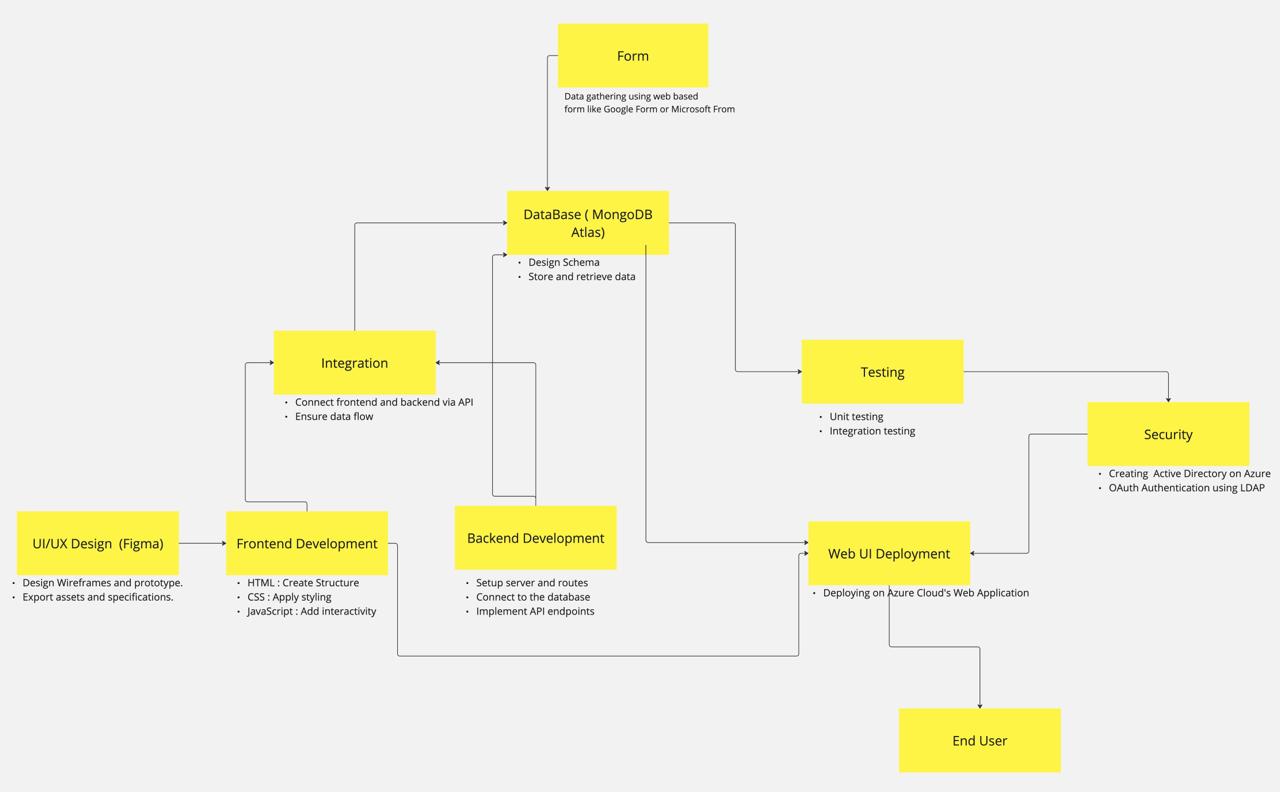 Form
Data gathering using web based
form like Google Form or Microsoft From
DataBase ( MongoDB
Atlas)
• Design Schema
• Store and retrieve data
Integration
• Connect frontend and backend via API
• Ensure data flow
Testing
• Unit testing
• Integration testing
Security
• Creating  Active Directory on Azure
• OAuth Authentication using LDAP
UI/UX Design  (Figma)
• Design Wireframes and prototype.
• Export assets and specifications.
Frontend Development
• HTML : Create Structure
• CSS : Apply styling
• JavaScript : Add interactivity
Backend Development
• Setup server and routes
• Connect to the database
• Implement API endpoints
Web UI Deployment
• Deploying on Azure Cloud's Web Application
End User